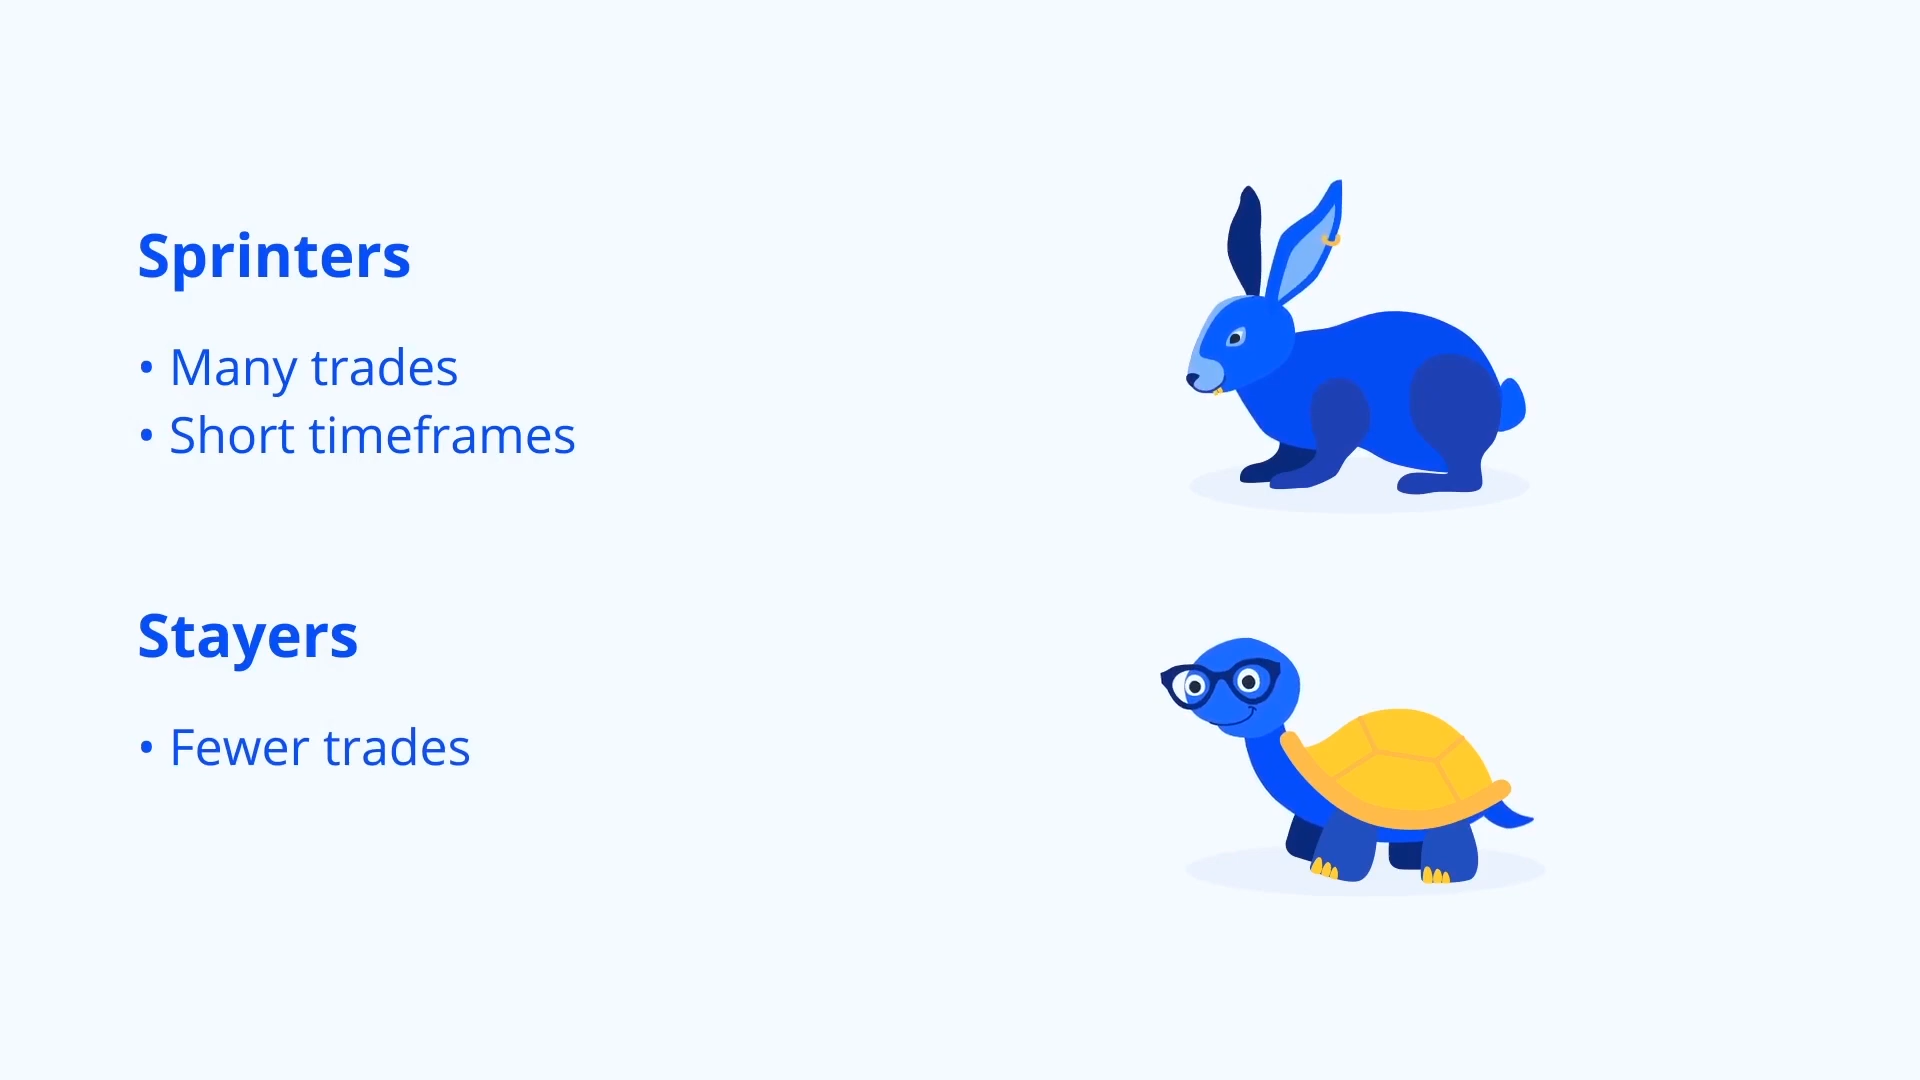 Sprinters
• Many trades
• Short timeframes
Stayers
• Fewer trades